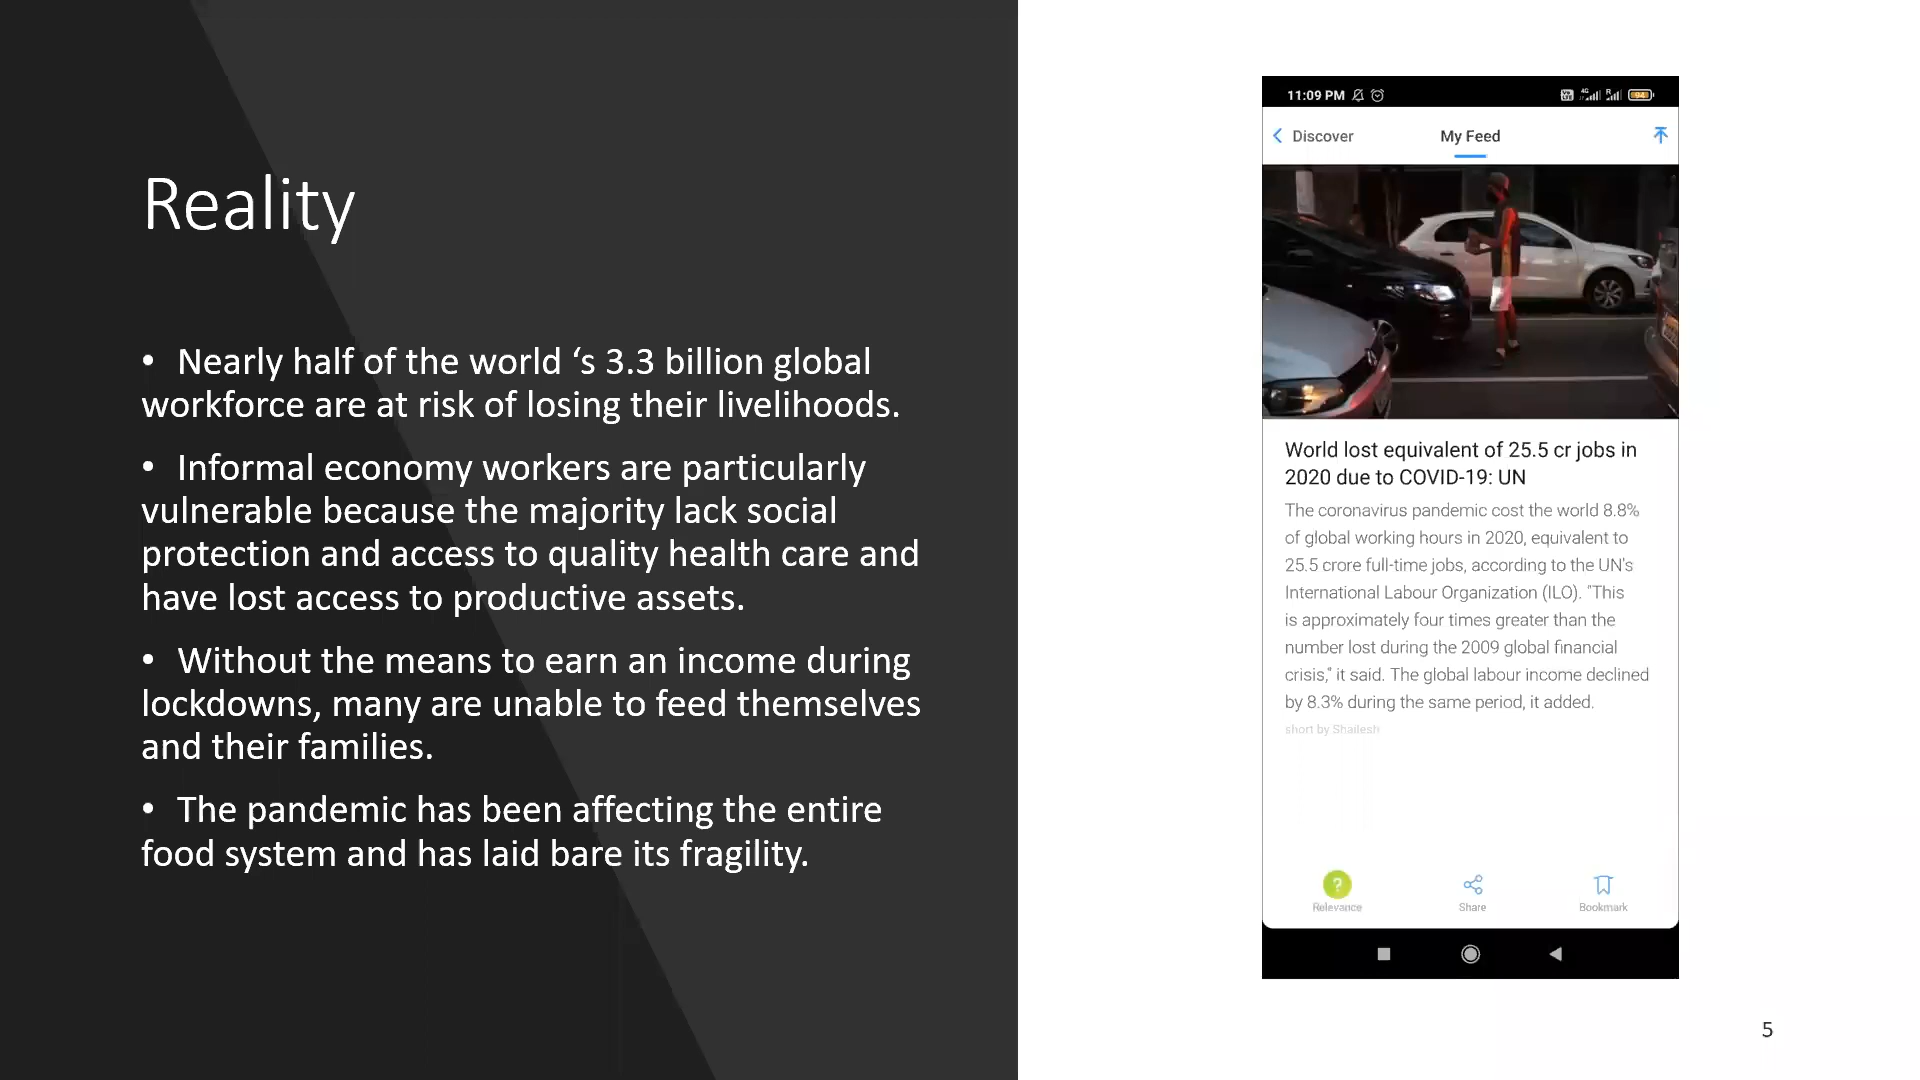 Reality
• Nearly half of the world ‘s 3.3 billion global
workforce are at risk of losing their livelihoods.
• Informal economy workers are particularly
vulnerable because the majority lack social
protection and access to quality health care and
have lost access to productive assets.
• Without the means to earn an income during
lockdowns, many are unable to feed themselves
and their families.
• The pandemic has been affecting the entire
food system and has laid bare its fragility.
11:09 PM
4G R 94
Discover
My Feed
World lost equivalent of 25.5 cr jobs in
2020 due to COVID-19: UN
The coronavirus pandemic cost the world 8.8%
of global working hours in 2020, equivalent to
25.5 crore full-time jobs, according to the UN's
International Labour Organization (ILO). "This
is approximately four times greater than the
number lost during the 2009 global financial
crisis," it said. The global labour income declined
by 8.3% during the same period, it added.
short by Shailesh
?
Relevance
Share
Bookmark
5